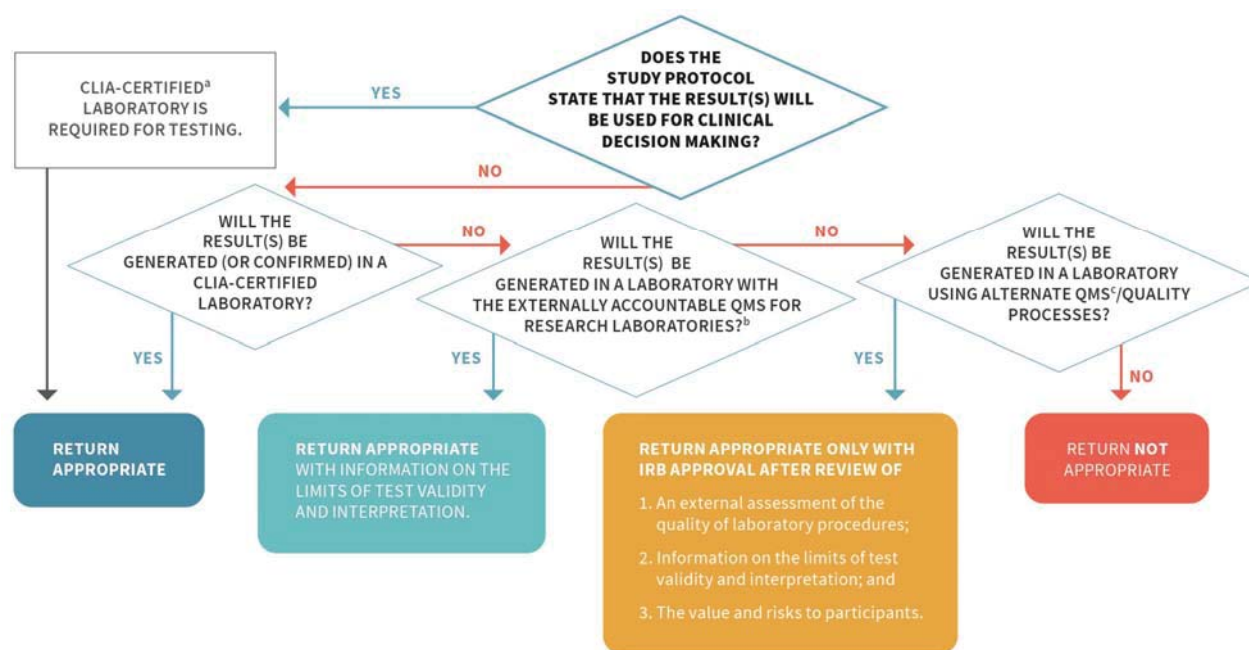 DOES THE
STUDY PROTOCOL
STATE THAT THE RESULT(S) WILL
BE USED FOR CLINICAL
DECISION MAKING?
YES
CLIA-CERTIFIEDᵃ
LABORATORY IS
REQUIRED FOR TESTING.
NO
WILL THE
RESULT(S) BE
GENERATED (OR CONFIRMED) IN A
CLIA-CERTIFIED
LABORATORY?
NO
WILL THE
RESULT(S) BE
GENERATED IN A LABORATORY WITH
THE EXTERNALLY ACCOUNTABLE QMS FOR
RESEARCH LABORATORIES?ᵇ
NO
WILL THE
RESULT(S) BE
GENERATED IN A LABORATORY
USING ALTERNATE QMSᶜ/QUALITY
PROCESSES?
YES
YES
YES
NO
RETURN
APPROPRIATE
RETURN APPROPRIATE
WITH INFORMATION ON THE
LIMITS OF TEST VALIDITY
AND INTERPRETATION.
RETURN APPROPRIATE ONLY WITH
IRB APPROVAL AFTER REVIEW OF
1. An external assessment of the
quality of laboratory procedures;
2. Information on the limits of test
validity and interpretation; and
3. The value and risks to participants.
RETURN NOT
APPROPRIATE